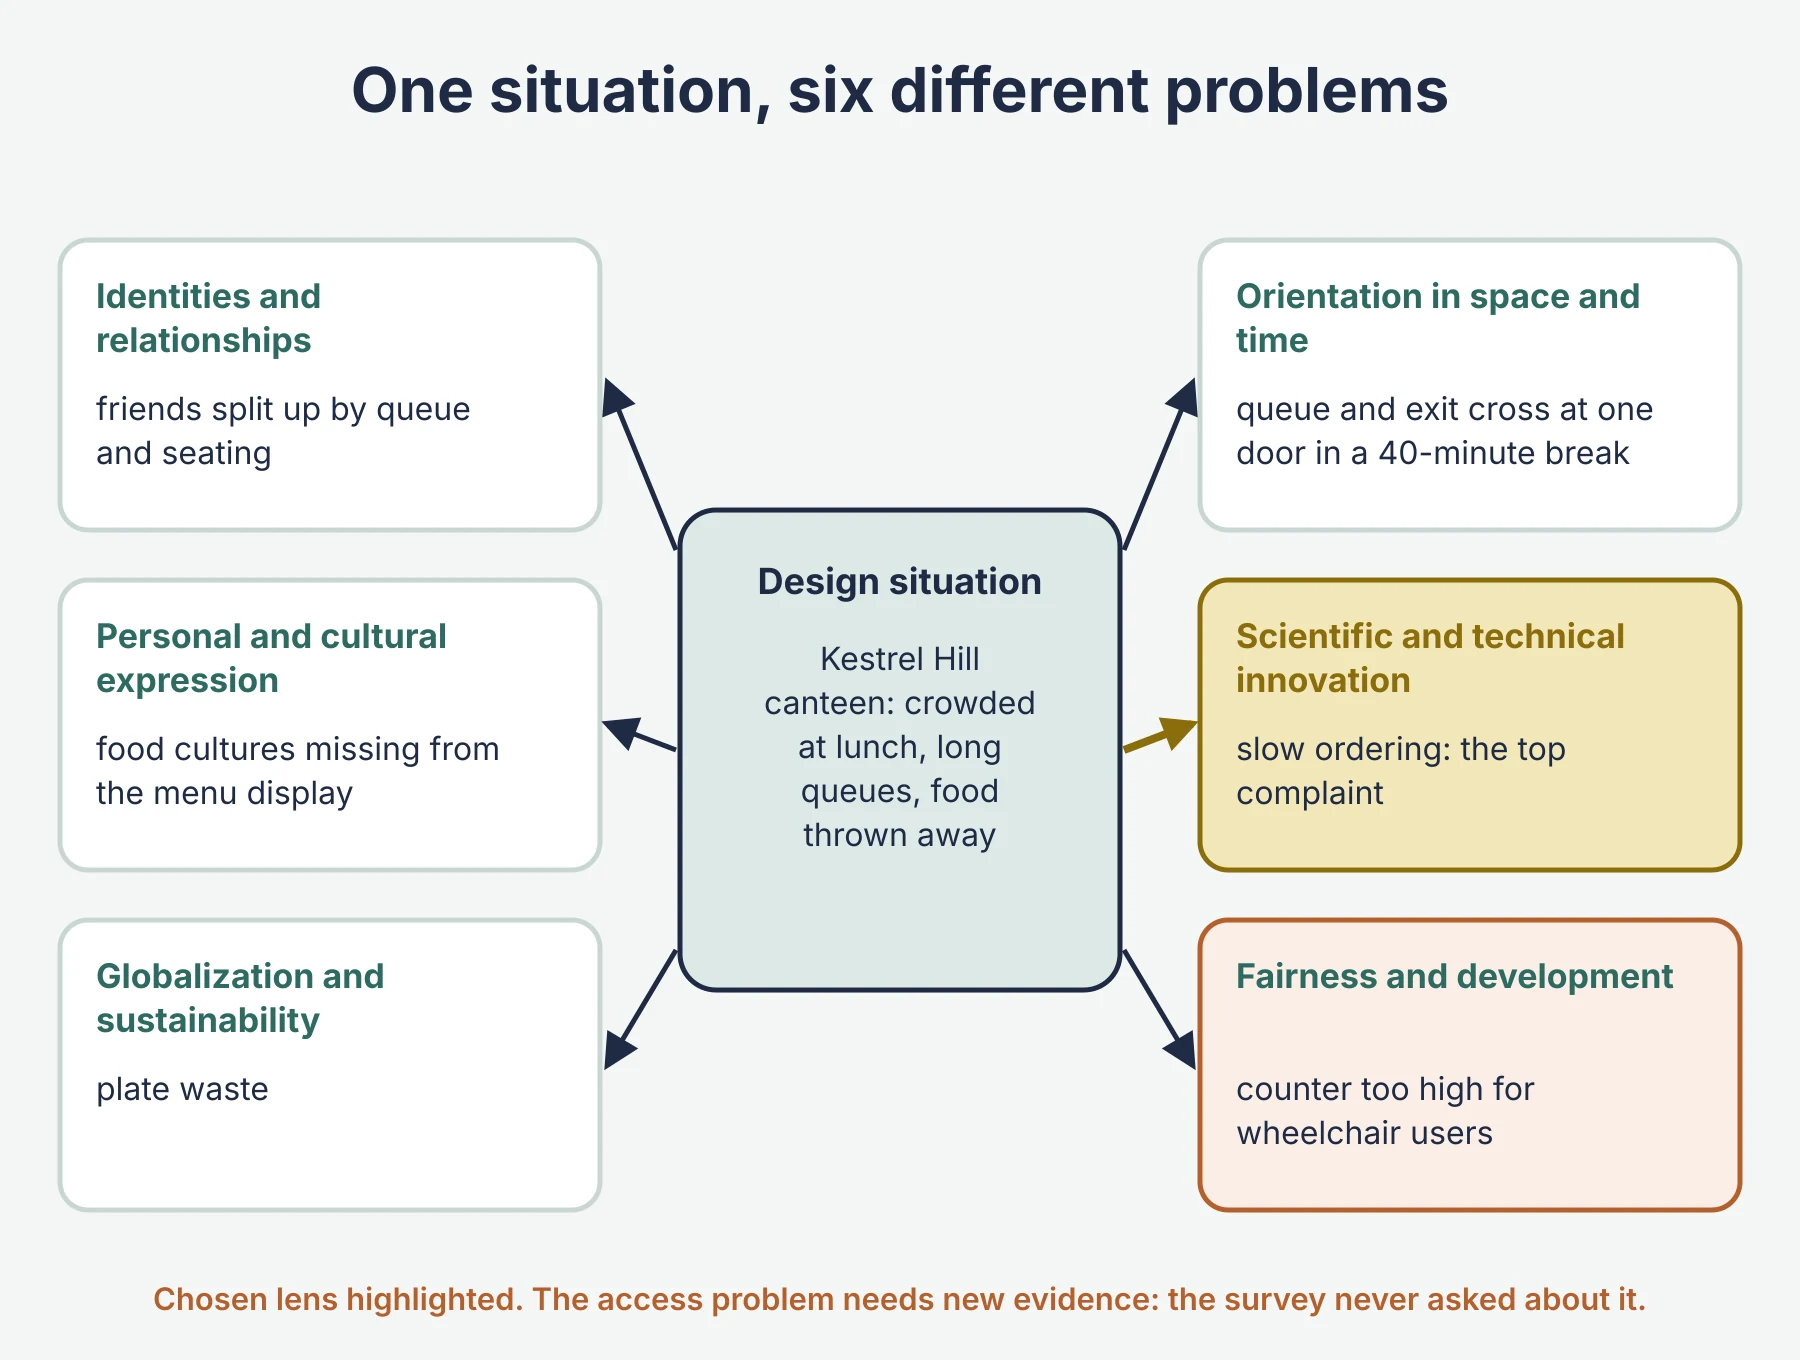 One situation, six different problems
Identities and
relationships
friends split up by queue
and seating
Personal and cultural
expression
food cultures missing from
the menu display
Globalization and
sustainability
plate waste
Design situation
Kestrel Hill
canteen: crowded
at lunch, long
queues, food
thrown away
Orientation in space and
time
queue and exit cross at one
door in a 40-minute break
Scientific and technical
innovation
slow ordering: the top
complaint
Fairness and development
counter too high for
wheelchair users
Chosen lens highlighted. The access problem needs new evidence: the survey never asked about it.